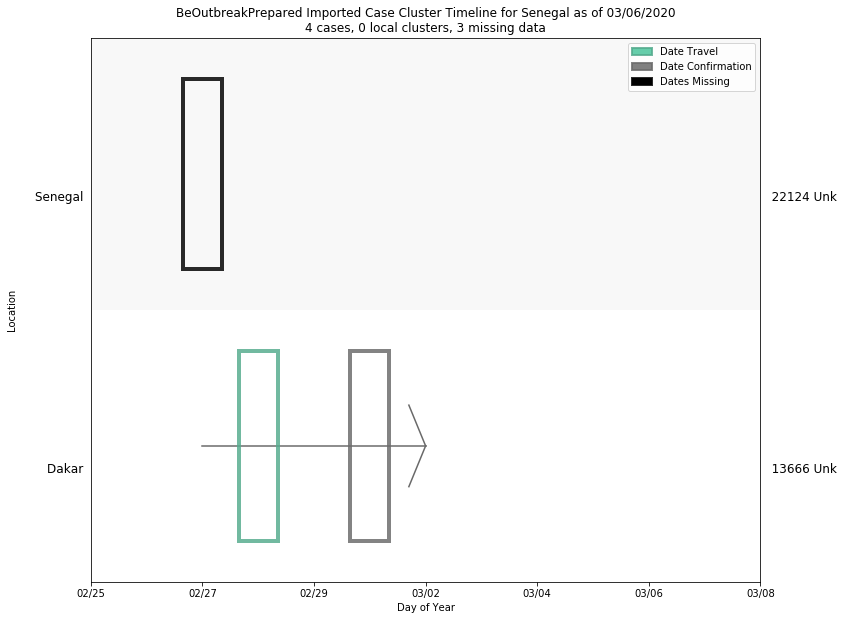 BeOutbreakPrepared Imported Case Cluster Timeline for Senegal as of 03/06/2020
4 cases, 0 local clusters, 3 missing data
Date Travel
Date Confirmation
Dates Missing
Senegal
22124 Unk
Location
Dakar
13666 Unk
02/25 02/27 02/29 03/02 03/04 03/06 03/08
Day of Year